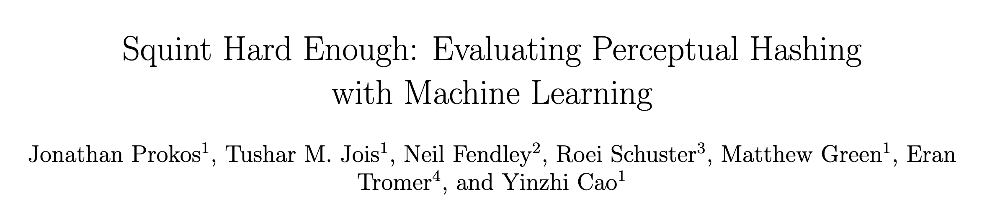 Squint Hard Enough: Evaluating Perceptual Hashing
with Machine Learning
Jonathan Prokos¹, Tushar M. Jois¹, Neil Fendley², Roei Schuster³, Matthew Green¹, Eran
Tromer⁴, and Yinzhi Cao¹